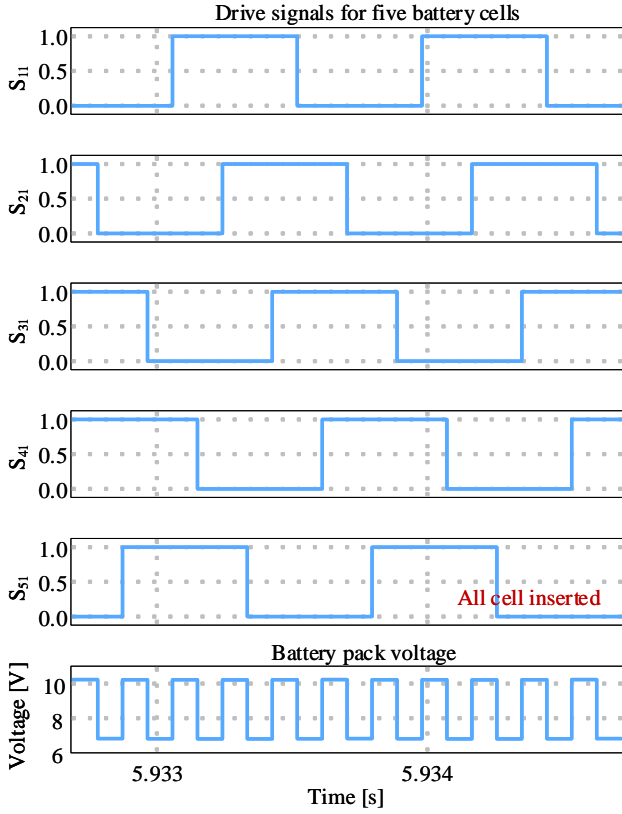 Drive signals for five battery cells
1.0
0.5
0.0
S11
1.0
0.5
0.0
S21
1.0
0.5
0.0
S31
1.0
0.5
0.0
S41
1.0
0.5
0.0
S51
All cell inserted
Battery pack voltage
10
8
6
Voltage [V]
5.933 5.934
Time [s]